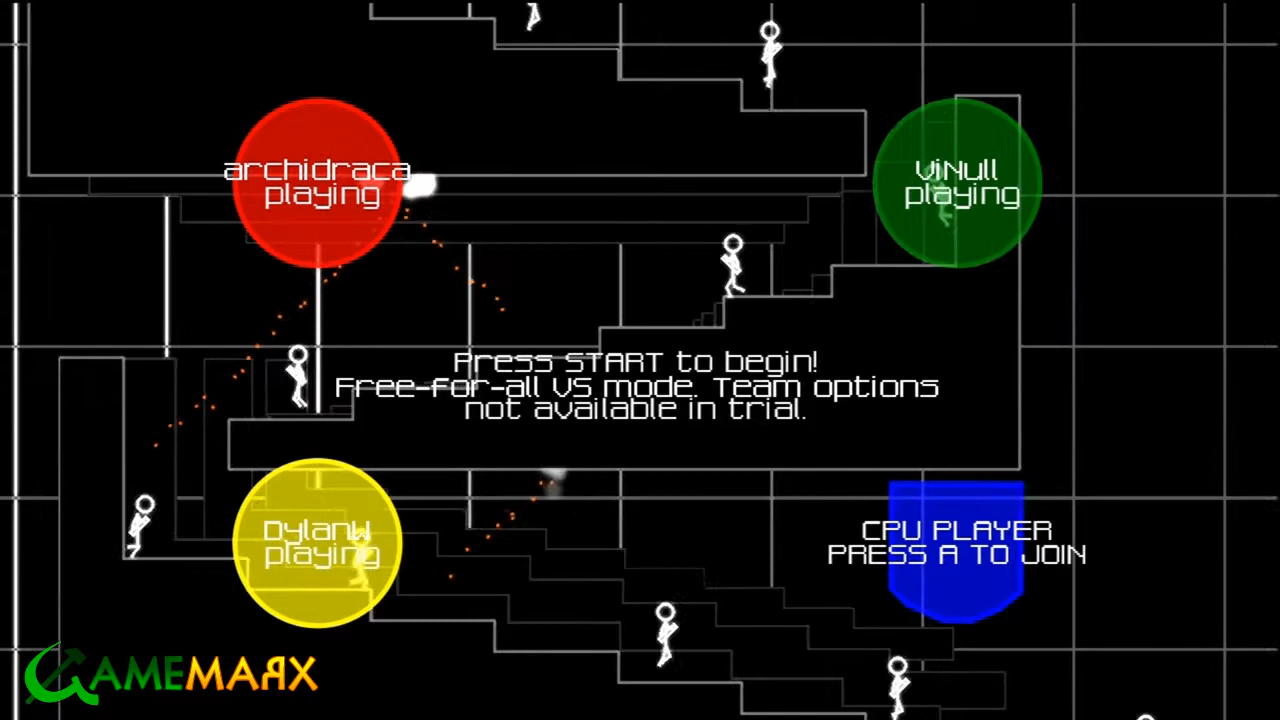 archidraca
playing
ViNull
playing
Press START to begin!
Free-for-all VS mode. Team options
not available in trial.
DylanW
playing
CPU PLAYER
PRESS A TO JOIN
GAMEMARX